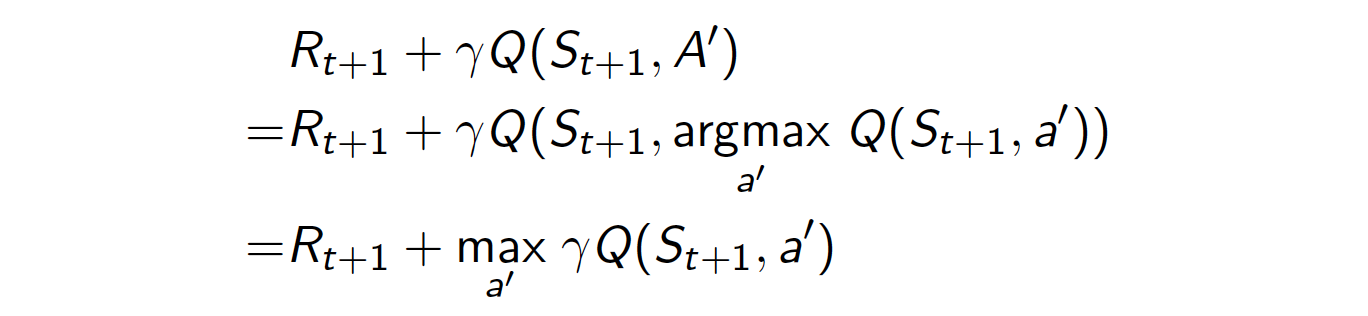 R_{t+1} + γQ(S_{t+1}, A′)
=R_{t+1} + γQ(S_{t+1}, argmax_{a′} Q(S_{t+1}, a′))
=R_{t+1} + max_{a′} γQ(S_{t+1}, a′)